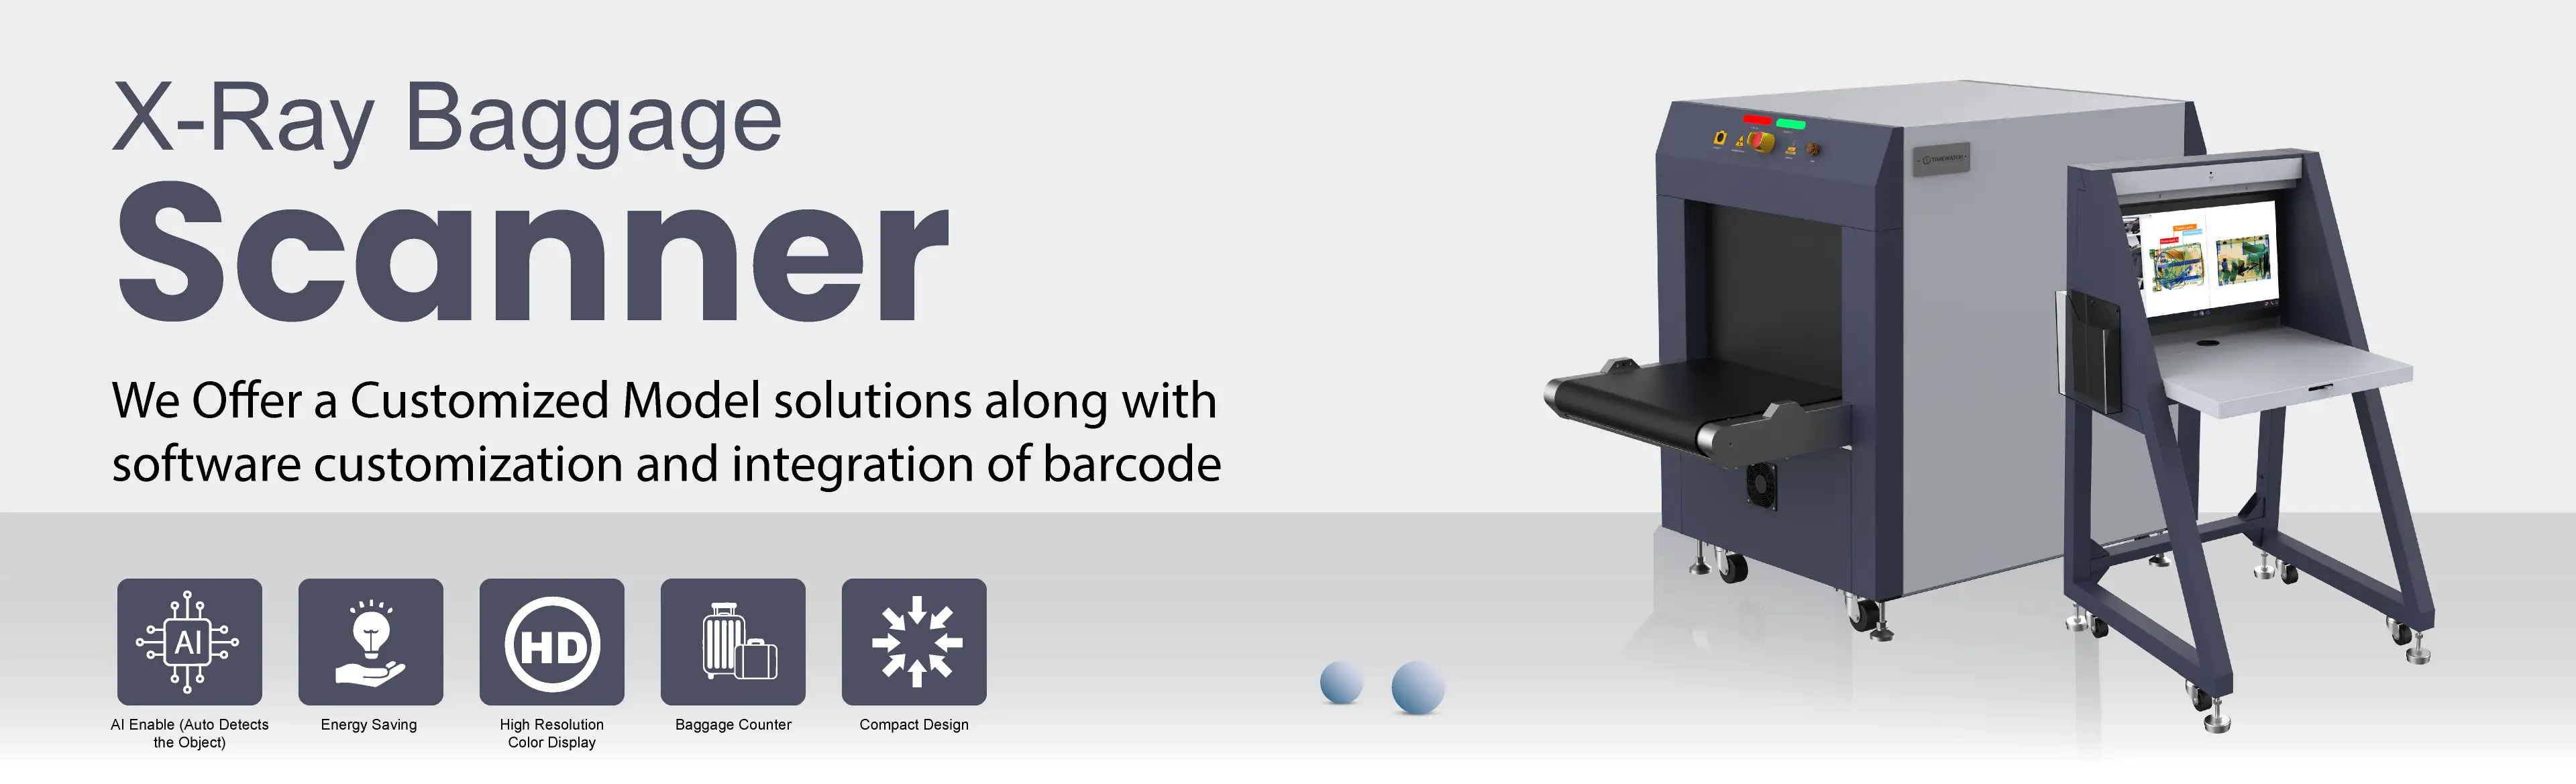 X-Ray Baggage
Scanner
We Offer a Customized Model solutions along with
software customization and integration of barcode
AI
HD
AI Enable (Auto Detects
the Object)
Energy Saving
High Resolution
Color Display
Baggage Counter
Compact Design
TIMEWATCH